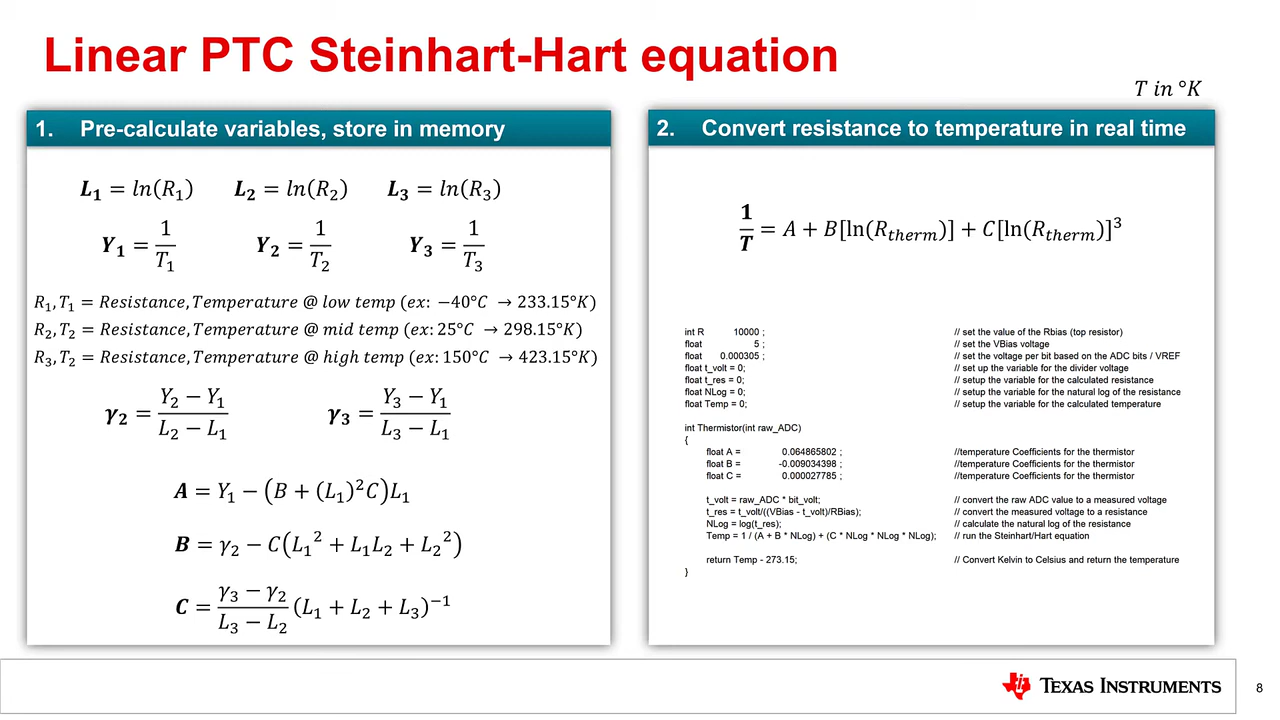 Linear PTC Steinhart-Hart equation
T in °K
1. Pre-calculate variables, store in memory
L₁ = ln(R₁) L₂ = ln(R₂) L₃ = ln(R₃)
Y₁ = 1/T₁ Y₂ = 1/T₂ Y₃ = 1/T₃
R₁, T₁ = Resistance, Temperature @ low temp (ex: −40°C → 233.15°K)
R₂, T₂ = Resistance, Temperature @ mid temp (ex: 25°C → 298.15°K)
R₃, T₂ = Resistance, Temperature @ high temp (ex: 150°C → 423.15°K)
γ₂ = (Y₂ − Y₁)/(L₂ − L₁) γ₃ = (Y₃ − Y₁)/(L₃ − L₁)
A = Y₁ − (B + (L₁)²C)L₁
B = γ₂ − C(L₁² + L₁L₂ + L₂²)
C = (γ₃ − γ₂)/(L₃ − L₂) (L₁ + L₂ + L₃)⁻¹
2. Convert resistance to temperature in real time
1/T = A + B[ln(R_therm)] + C[ln(R_therm)]³
int R 10000 ; // set the value of the Rbias (top resistor)
float 5 ; // set the VBias voltage
float 0.000305 ; // set the voltage per bit based on the ADC bits / VREF
float t_volt = 0; // set up the variable for the divider voltage
float t_res = 0; // setup the variable for the calculated resistance
float NLog = 0; // setup the variable for the natural log of the resistance
float Temp = 0; // setup the variable for the calculated temperature
int Thermistor(int raw_ADC)
{
float A = 0.064865802 ; //temperature Coefficients for the thermistor
float B = -0.009034398 ; //temperature Coefficients for the thermistor
float C = 0.000027785 ; //temperature Coefficients for the thermistor
t_volt = raw_ADC * bit_volt; // convert the raw ADC value to a measured voltage
t_res = t_volt/((VBias - t_volt)/RBias); // convert the measured voltage to a resistance
NLog = log(t_res); // calculate the natural log of the resistance
Temp = 1 / (A + B * NLog) + (C * NLog * NLog * NLog); // run the Steinhart/Hart equation
return Temp - 273.15; // Convert Kelvin to Celsius and return the temperature
}
TEXAS INSTRUMENTS
8